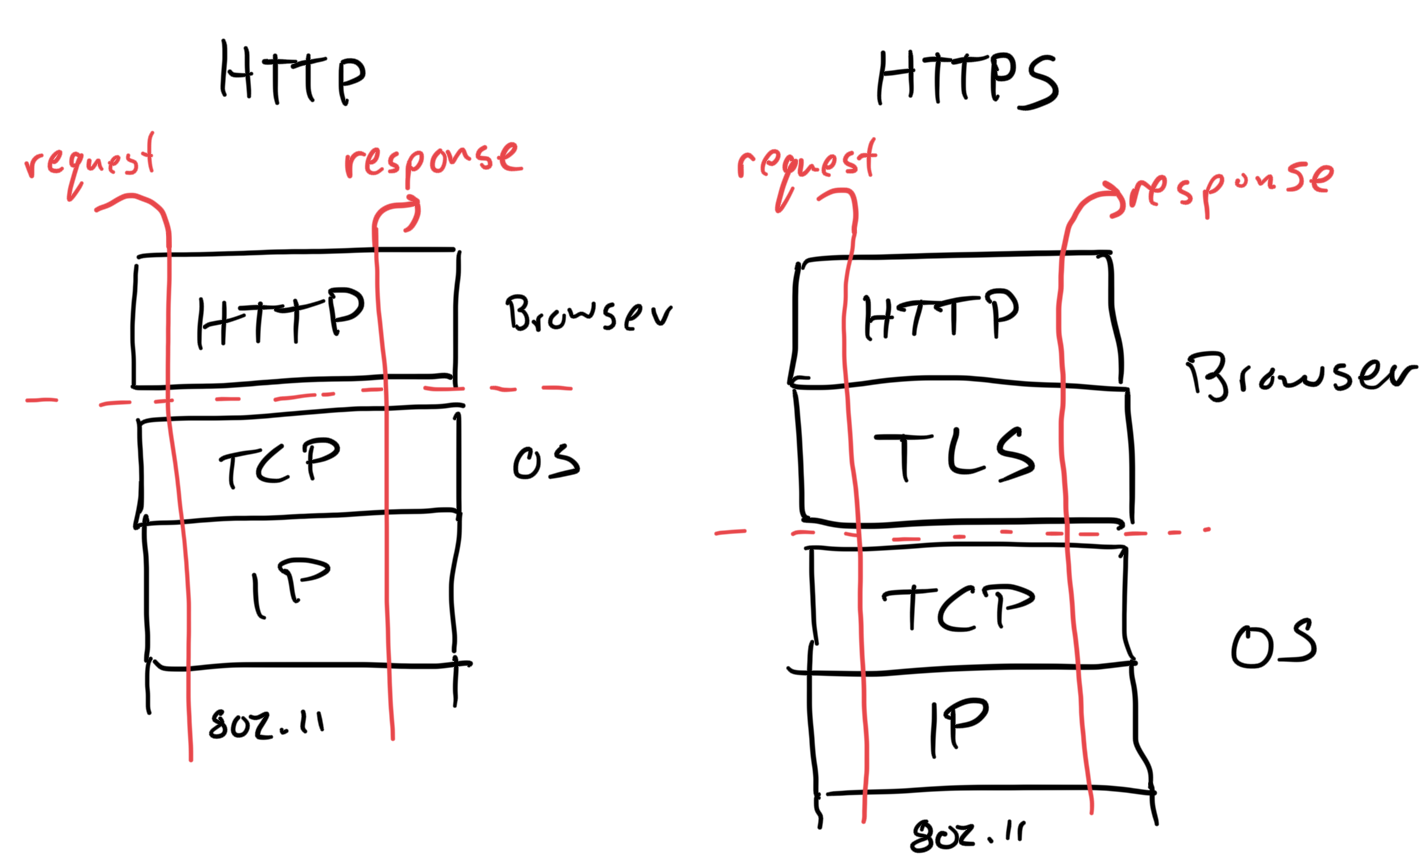 HTTP
request
response
HTTP
Browser
TCP
OS
IP
802.11
HTTPS
request
response
HTTP
Browser
TLS
TCP
OS
IP
802.11